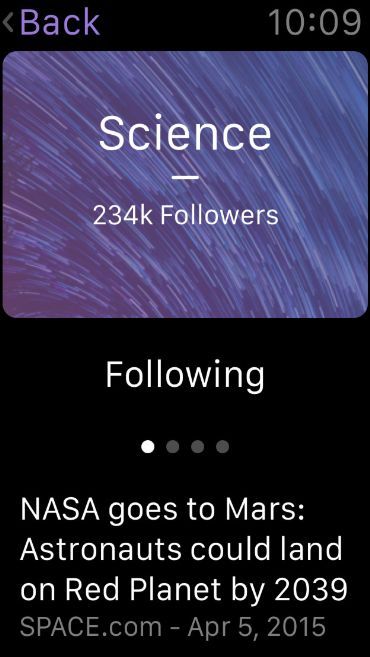 Back 10:09
Science
234k Followers
Following
NASA goes to Mars:
Astronauts could land
on Red Planet by 2039
SPACE.com - Apr 5, 2015